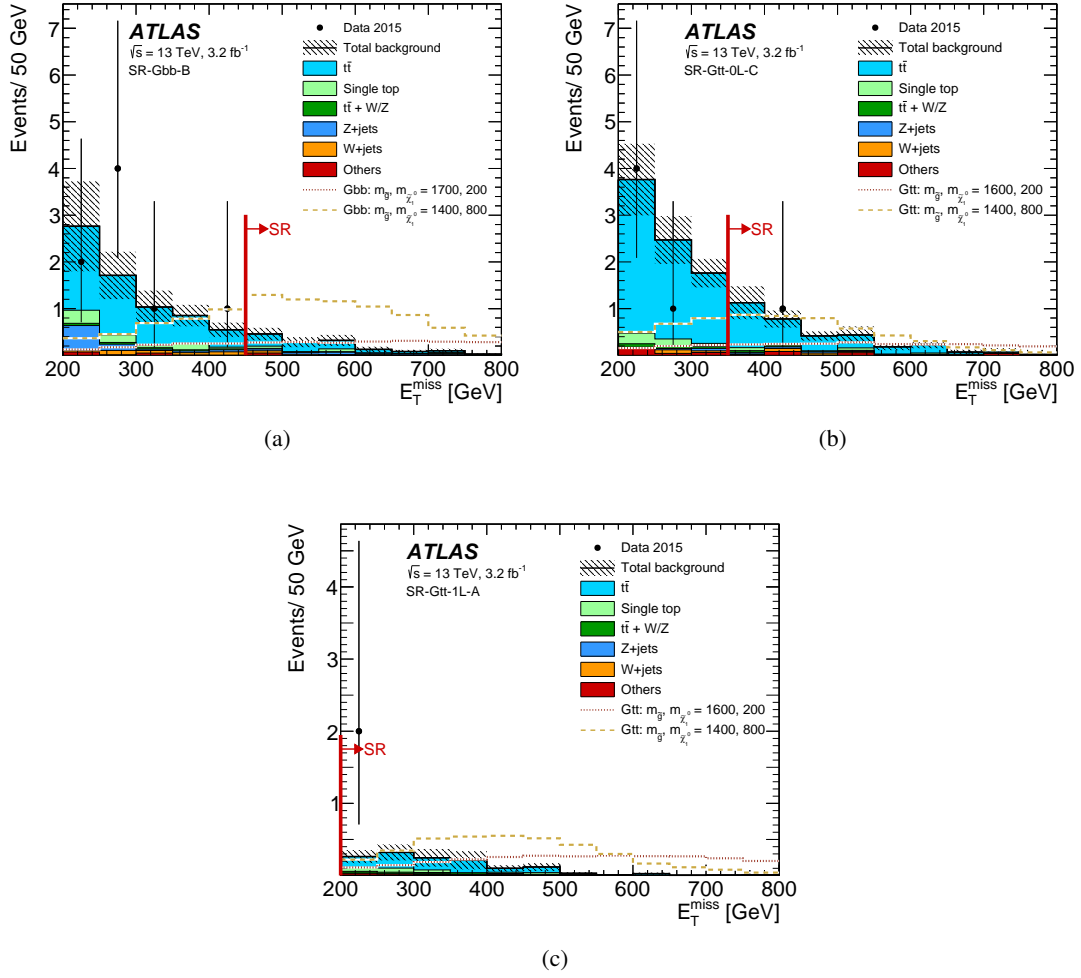 ATLAS
√s = 13 TeV, 3.2 fb⁻¹
SR-Gbb-B
Data 2015
Total background
tt̄
Single top
tt̄ + W/Z
Z+jets
W+jets
Others
Gbb: m_g̃, m_χ̃₁⁰ = 1700, 200
Gbb: m_g̃, m_χ̃₁⁰ = 1400, 800
SR
Events/ 50 GeV
7
6
5
4
3
2
1
200 300 400 500 600 700 800
E_T^miss [GeV]
(a)
ATLAS
√s = 13 TeV, 3.2 fb⁻¹
SR-Gtt-0L-C
Data 2015
Total background
tt̄
Single top
tt̄ + W/Z
Z+jets
W+jets
Others
Gtt: m_g̃, m_χ̃₁⁰ = 1600, 200
Gtt: m_g̃, m_χ̃₁⁰ = 1400, 800
SR
Events/ 50 GeV
7
6
5
4
3
2
1
200 300 400 500 600 700 800
E_T^miss [GeV]
(b)
ATLAS
√s = 13 TeV, 3.2 fb⁻¹
SR-Gtt-1L-A
Data 2015
Total background
tt̄
Single top
tt̄ + W/Z
Z+jets
W+jets
Others
Gtt: m_g̃, m_χ̃₁⁰ = 1600, 200
Gtt: m_g̃, m_χ̃₁⁰ = 1400, 800
SR
Events/ 50 GeV
4
3
2
1
200 300 400 500 600 700 800
E_T^miss [GeV]
(c)